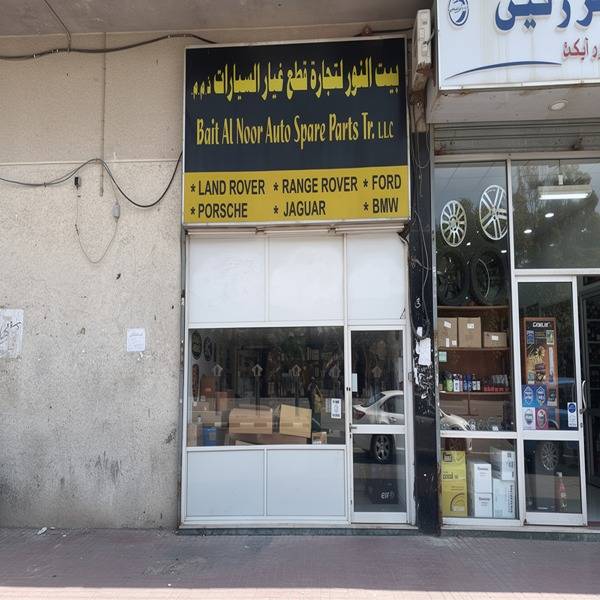 بيت النور لتجارة قطع غيار السيارات ذ.م.م.
Bait Al Noor Auto Spare Parts Tr. L.L.C
* LAND ROVER * RANGE ROVER * FORD
* PORSCHE * JAGUAR * BMW